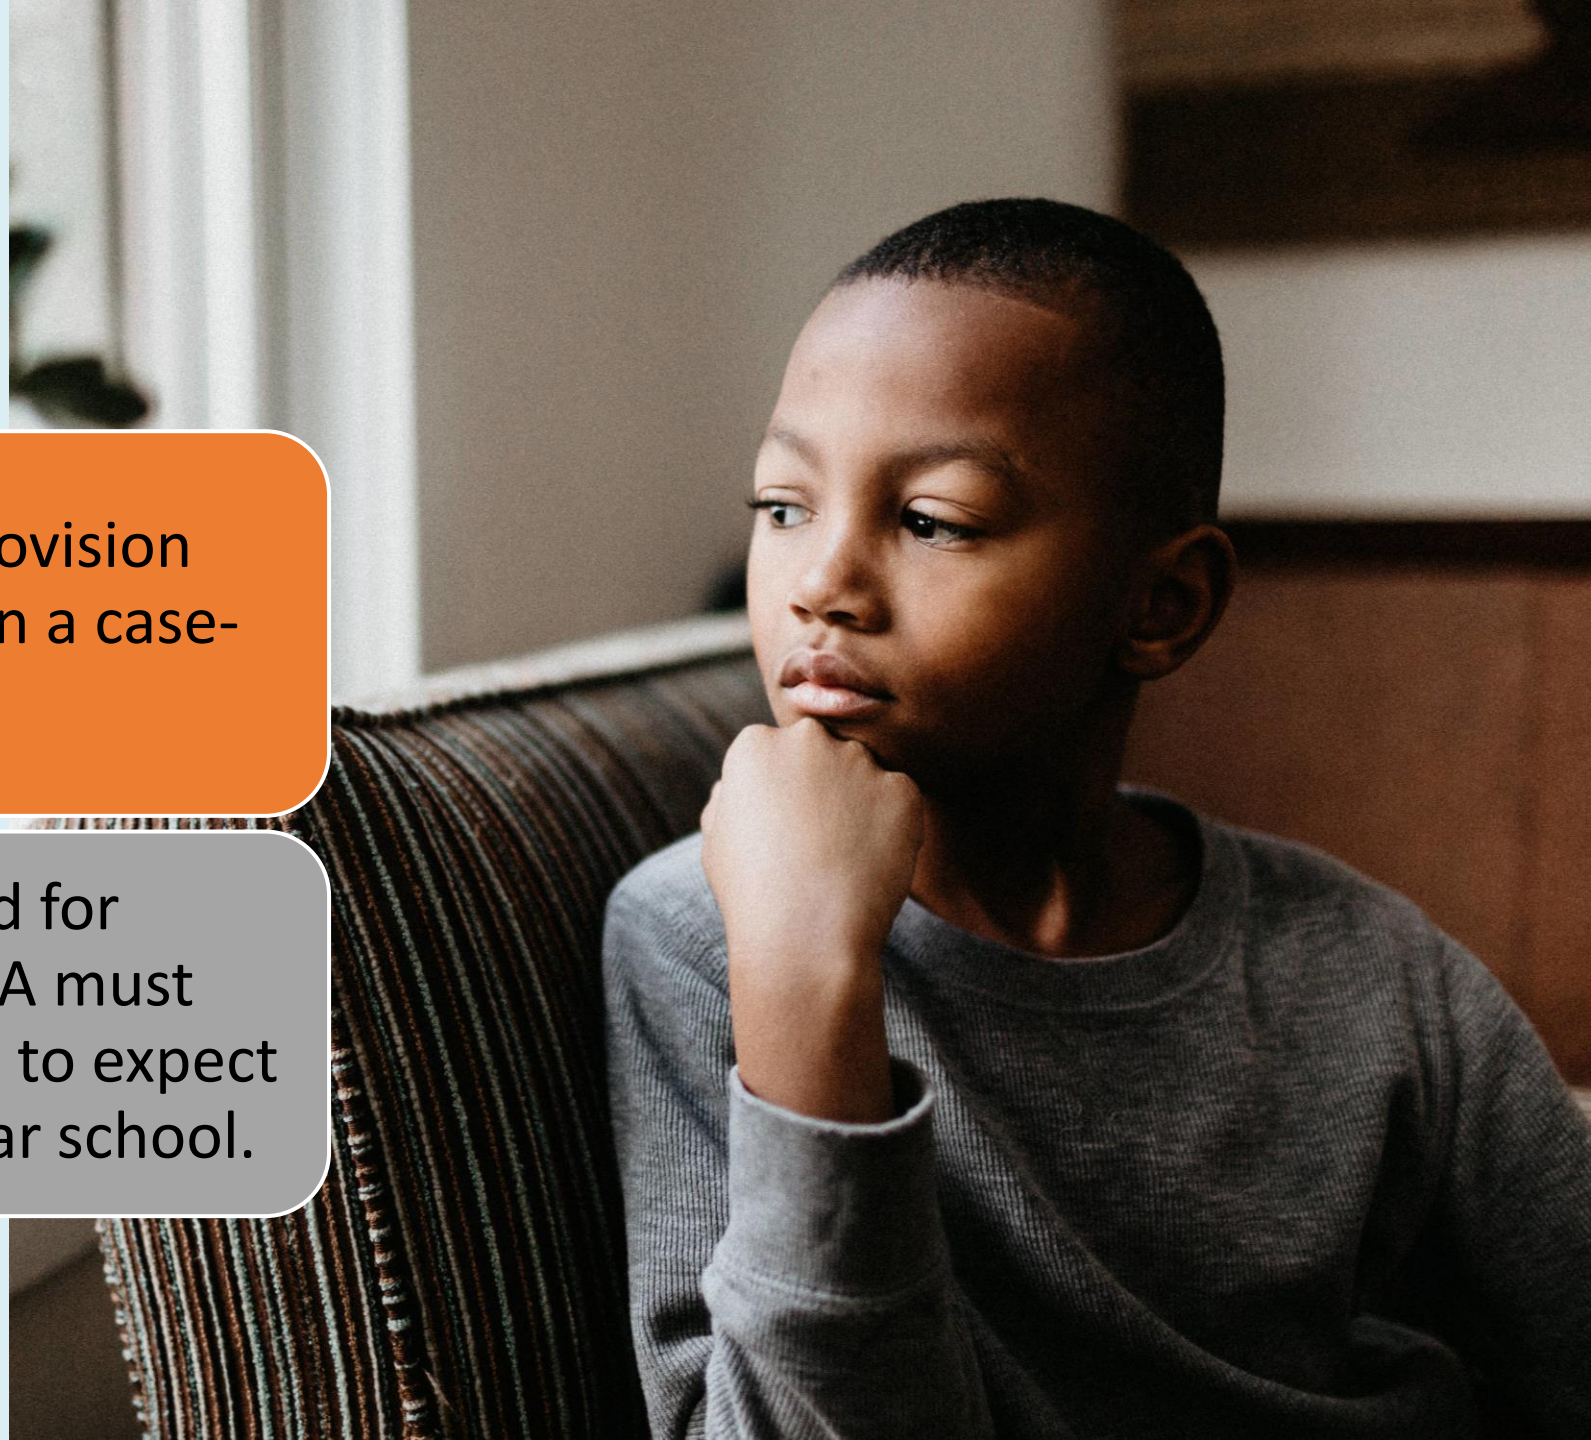 ovision
n a case-
d for
A must
to expect
ar school.